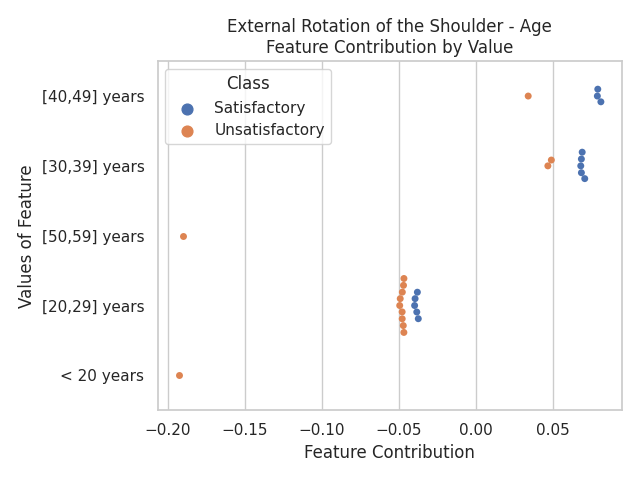 External Rotation of the Shoulder - Age
Feature Contribution by Value
Class
Satisfactory
Unsatisfactory
Values of Feature
[40,49] years
[30,39] years
[50,59] years
[20,29] years
< 20 years
−0.20 −0.15 −0.10 −0.05 0.00 0.05
Feature Contribution